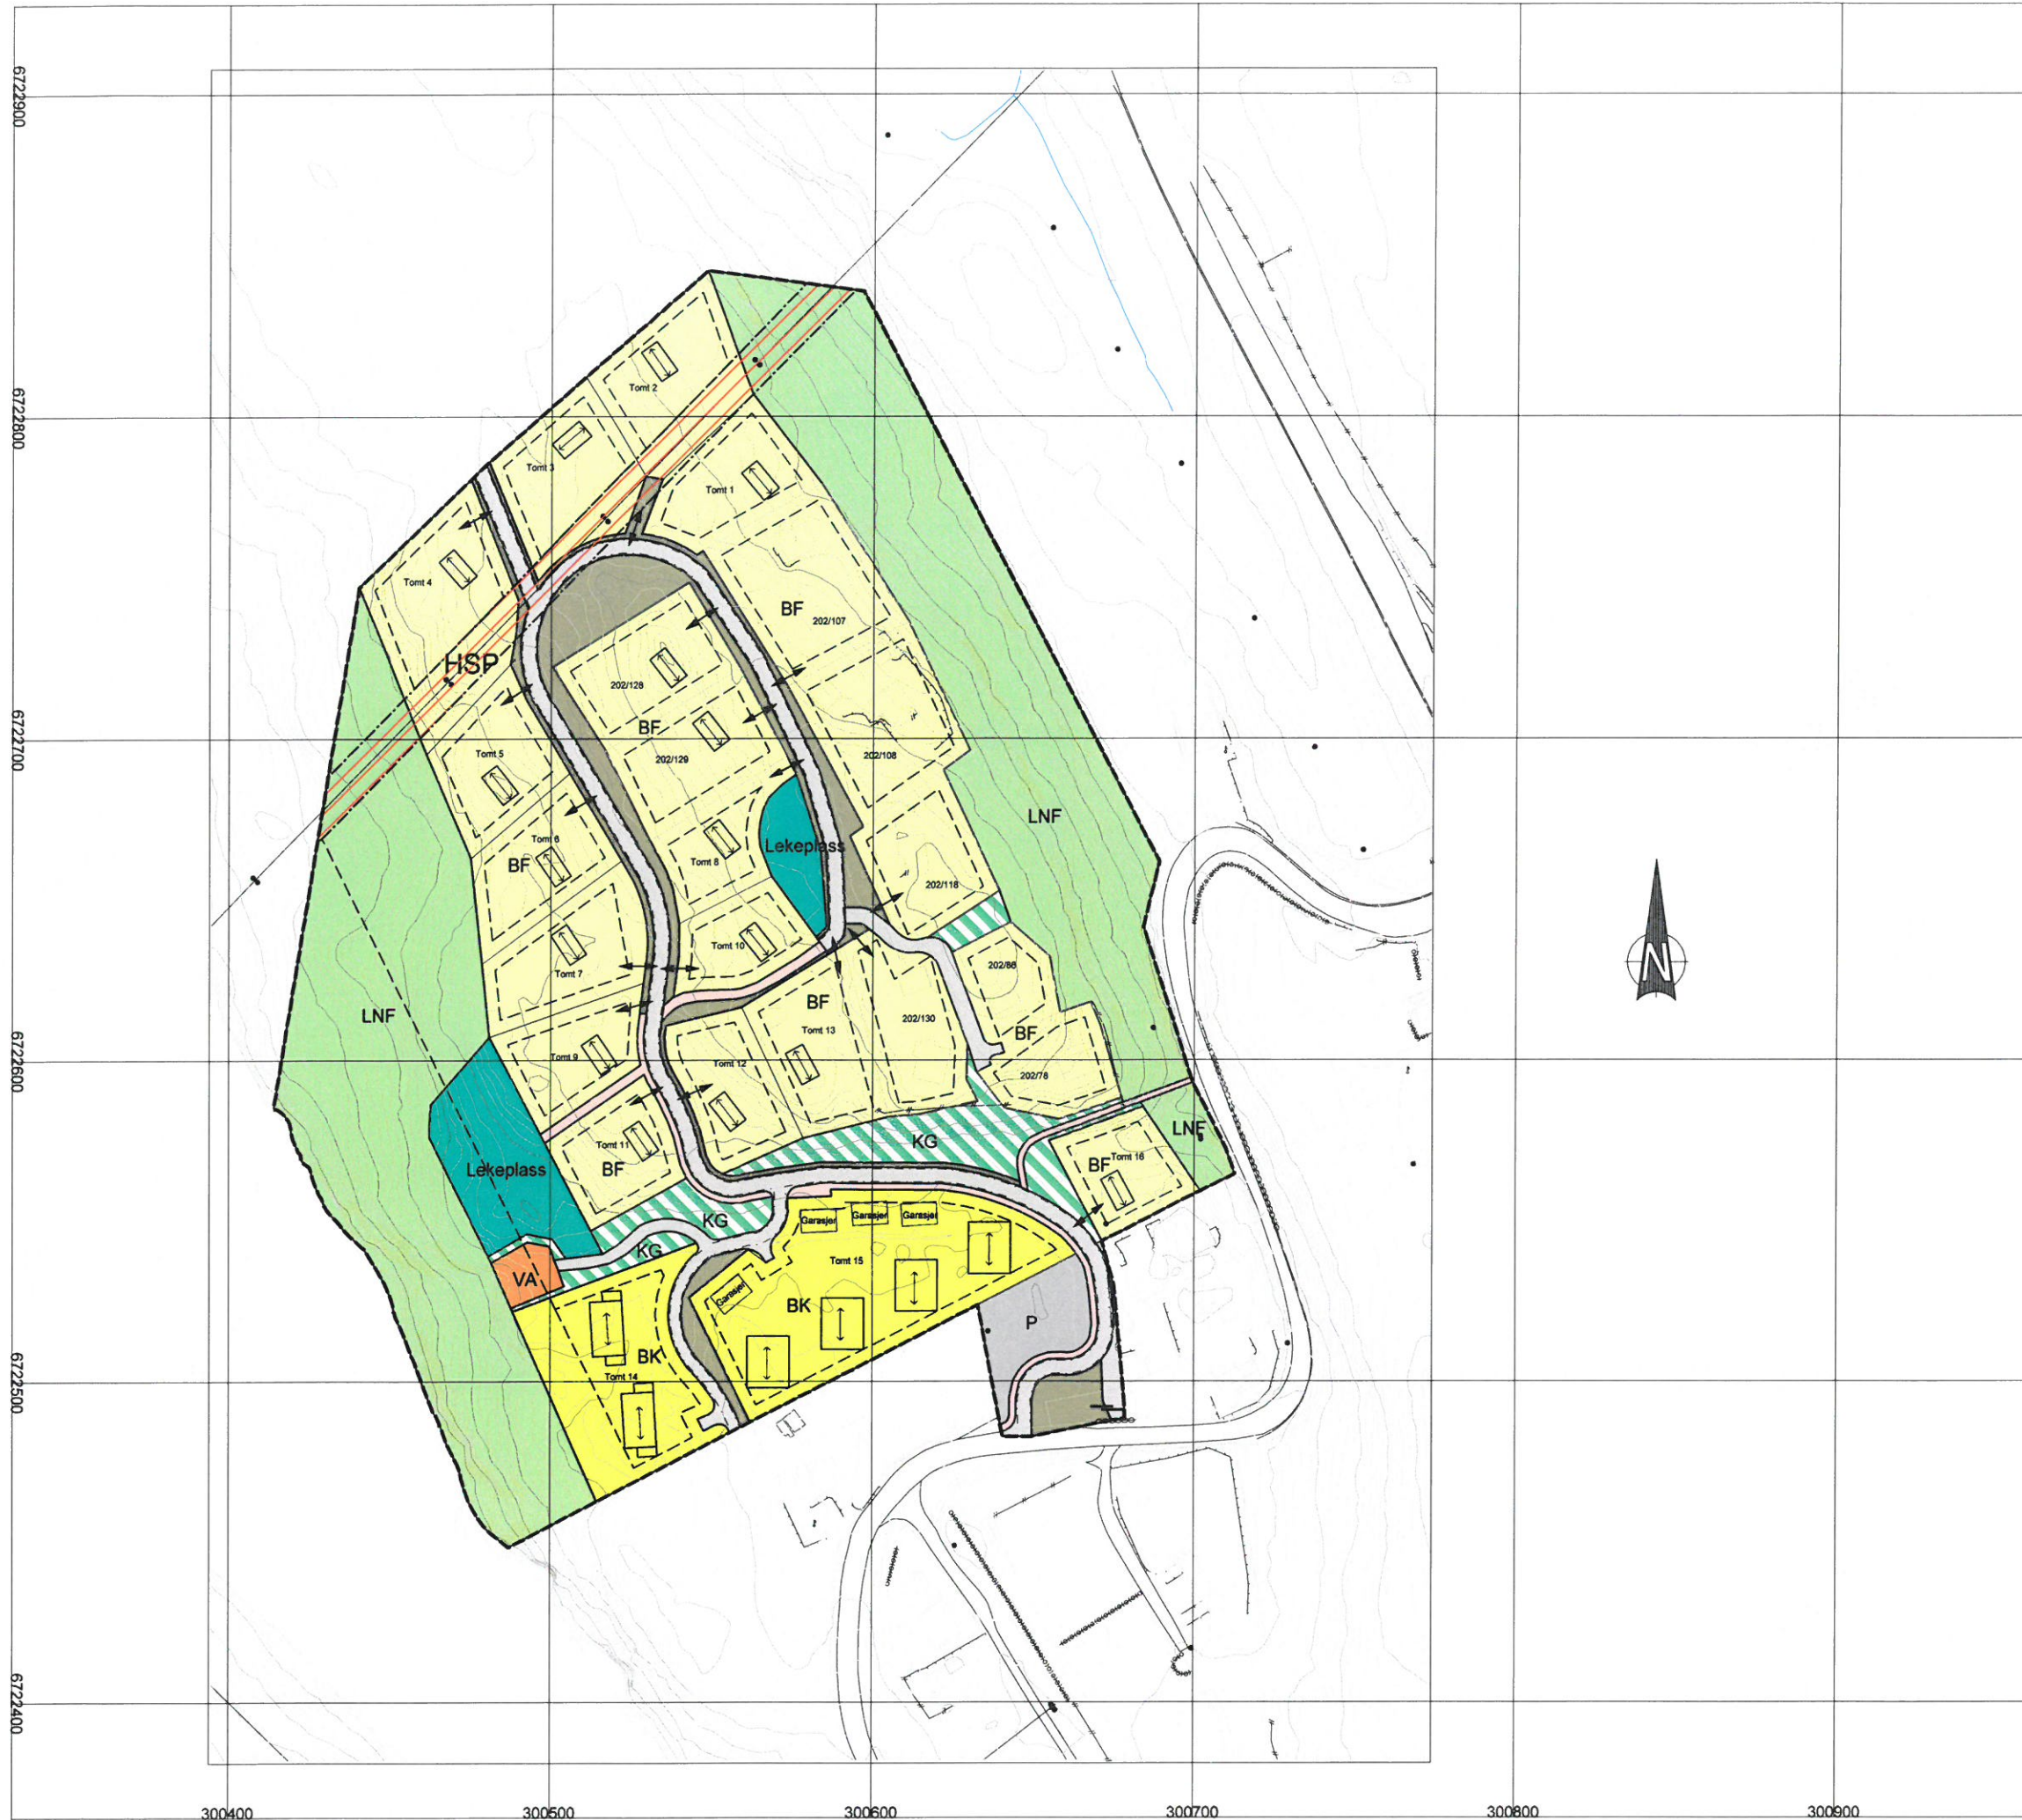 6722900
Tomt 2
6722800
Tomt 3
Tomt 1
Tomt 4
BF
202/107
HSP
202/128
BF
6722700
Tomt 5
202/129
202/108
LNF
Tomt 6
Lekeplass
BF
Tomt 8
202/118
Tomt 10
Tomt 7
202/86
N
BF
LNF
202/130
Tomt 13
BF
Tomt 9
Tomt 12
6722600
202/78
LNF
KG
Tomt 11
Tomt 16
BF
Lekeplass
BF
KG
Garasjer
Garasjer
Garasjer
KG
Tomt 15
VA
Garasjer
BK
P
BK
Tomt 14
6722500
6722400
300400
300500
300600
300700
300800
300900